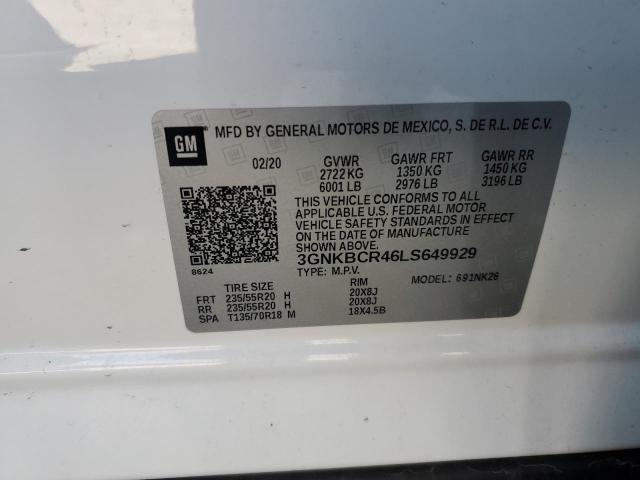 GM
MFD BY GENERAL MOTORS DE MEXICO, S. DE R.L. DE C.V.
02/20 GVWR GAWR FRT GAWR RR
2722 KG 1350 KG 1450 KG
6001 LB 2976 LB 3196 LB
THIS VEHICLE CONFORMS TO ALL
APPLICABLE U.S. FEDERAL MOTOR
VEHICLE SAFETY STANDARDS IN EFFECT
ON THE DATE OF MANUFACTURE
SHOWN ABOVE.
3GNKBCR46LS649929
8624
TYPE: M.P.V. MODEL: 691NK26
TIRE SIZE RIM
FRT 235/55R20 H 20X8J
RR 235/55R20 H 20X8J
SPA T135/70R18 M 18X4.5B